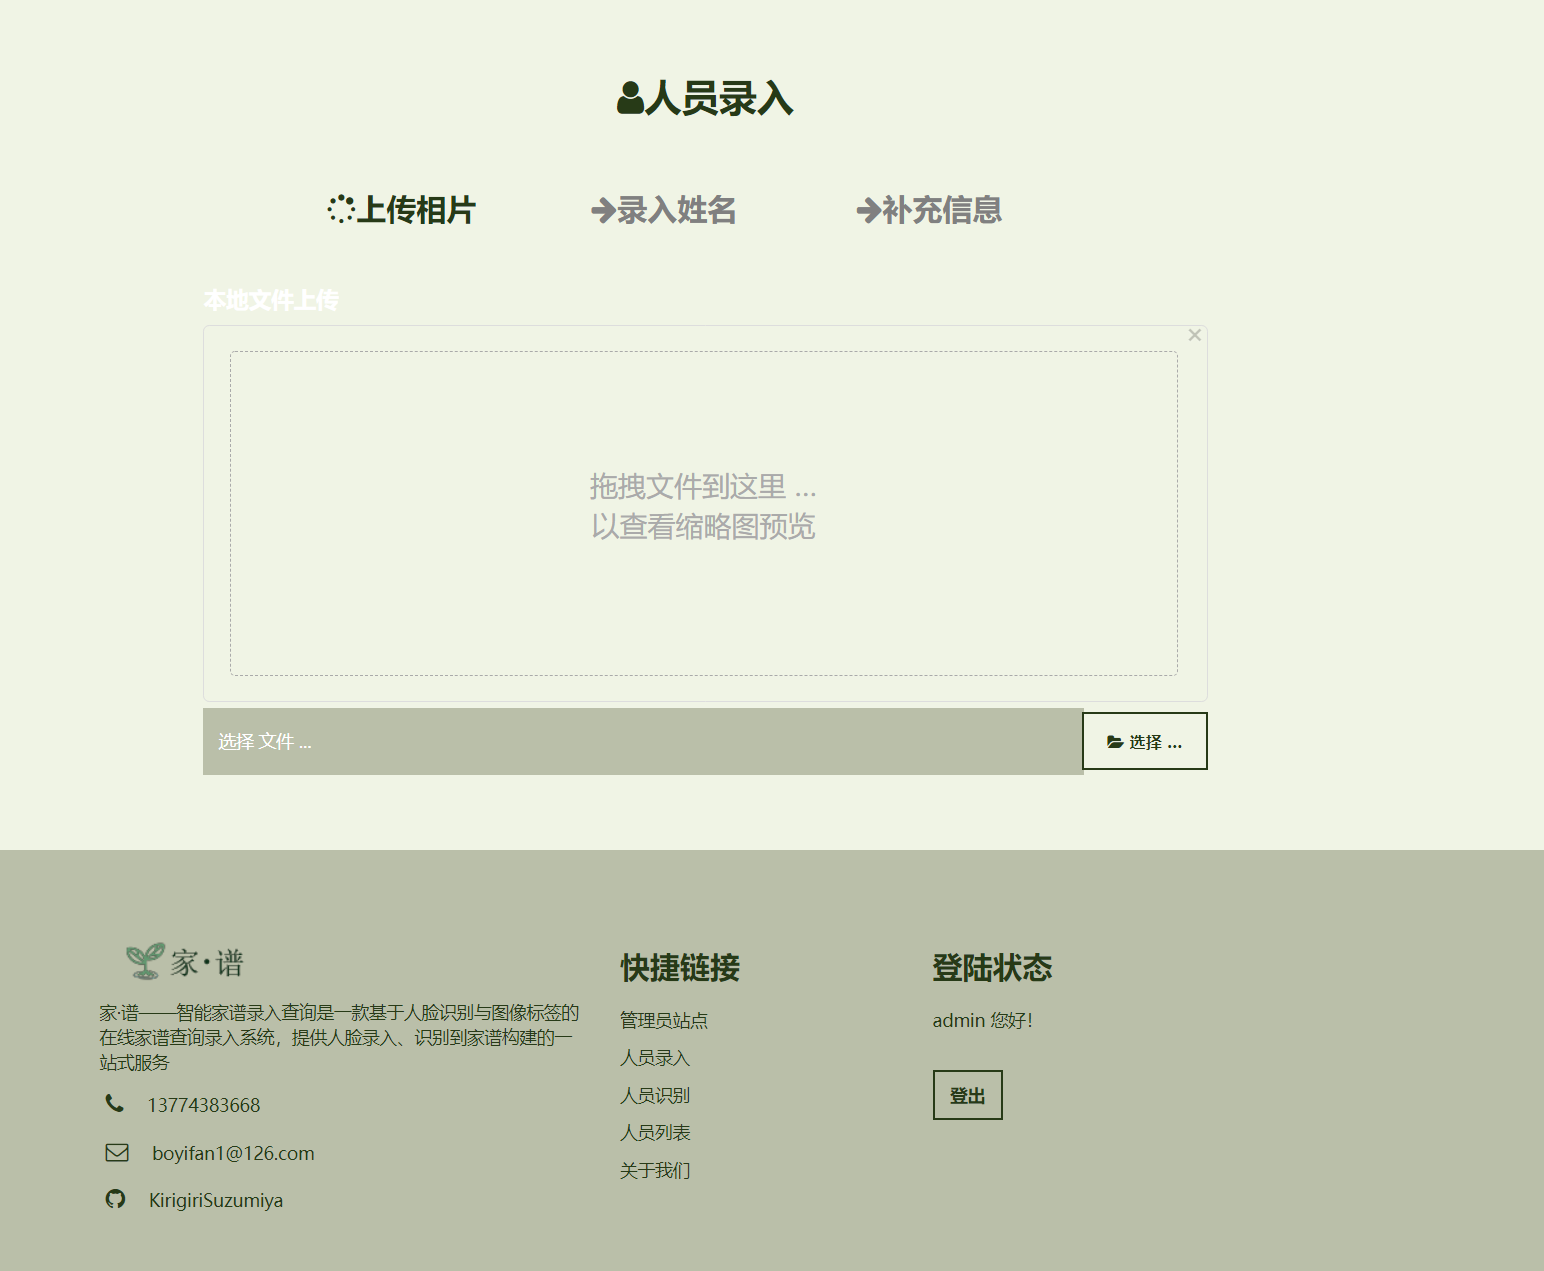 人员录入
上传相片
录入姓名
补充信息
本地文件上传
×
拖拽文件到这里 ...
以查看缩略图预览
选择 文件 ...
选择 ...
家·谱
家·谱——智能家谱录入查询是一款基于人脸识别与图像标签的
在线家谱查询录入系统，提供人脸录入、识别到家谱构建的一
站式服务
13774383668
boyifan1@126.com
KirigiriSuzumiya
快捷链接
管理员站点
人员录入
人员识别
人员列表
关于我们
登陆状态
admin 您好！
登出